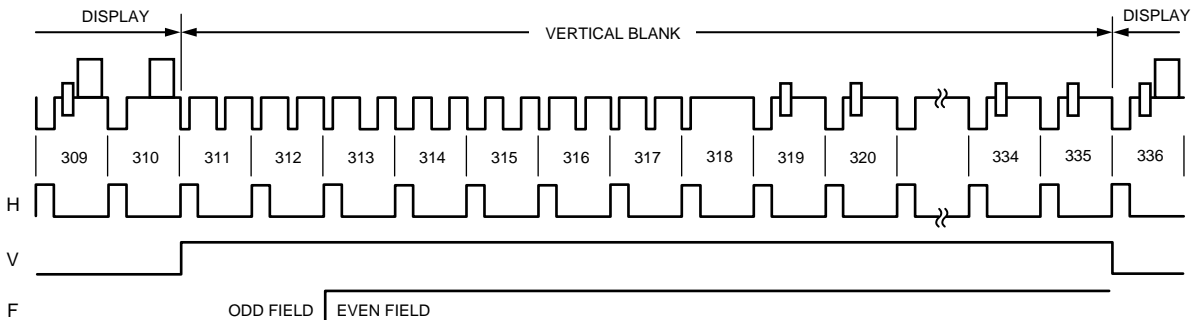 DISPLAY
VERTICAL BLANK
DISPLAY
309 310 311 312 313 314 315 316 317 318 319 320 334 335 336
H
V
F
ODD FIELD EVEN FIELD